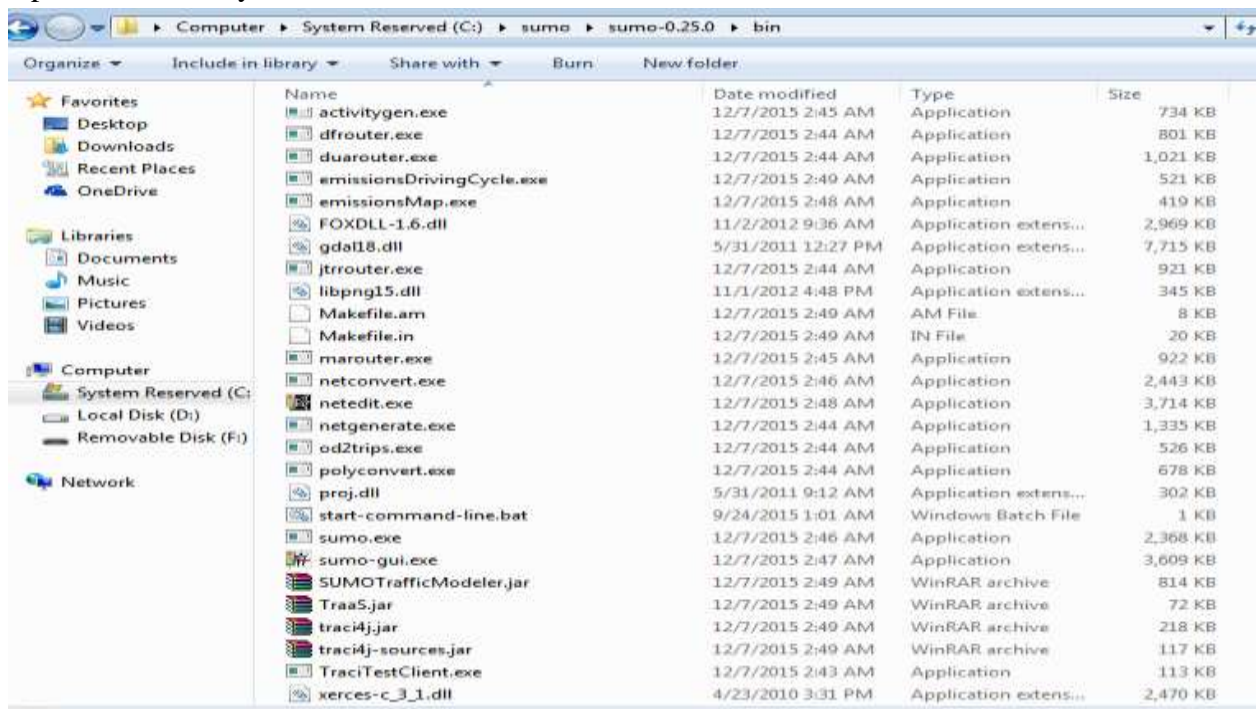 Computer ▸ System Reserved (C:) ▸ sumo ▸ sumo-0.25.0 ▸ bin
Organize Include in library Share with Burn New folder
Favorites
Desktop
Downloads
Recent Places
OneDrive
Libraries
Documents
Music
Pictures
Videos
Computer
System Reserved (C:
Local Disk (D:)
Removable Disk (F:)
Network
Name Date modified Type Size
activitygen.exe 12/7/2015 2:45 AM Application 734 KB
dfrouter.exe 12/7/2015 2:44 AM Application 801 KB
duarouter.exe 12/7/2015 2:44 AM Application 1,021 KB
emissionsDrivingCycle.exe 12/7/2015 2:49 AM Application 521 KB
emissionsMap.exe 12/7/2015 2:48 AM Application 419 KB
FOXDLL-1.6.dll 11/2/2012 9:36 AM Application extens... 2,969 KB
gdal18.dll 5/31/2011 12:27 PM Application extens... 7,715 KB
jtrrouter.exe 12/7/2015 2:44 AM Application 921 KB
libpng15.dll 11/1/2012 4:48 PM Application extens... 345 KB
Makefile.am 12/7/2015 2:49 AM AM File 8 KB
Makefile.in 12/7/2015 2:49 AM IN File 20 KB
marouter.exe 12/7/2015 2:45 AM Application 922 KB
netconvert.exe 12/7/2015 2:46 AM Application 2,443 KB
netedit.exe 12/7/2015 2:48 AM Application 3,714 KB
netgenerate.exe 12/7/2015 2:44 AM Application 1,335 KB
od2trips.exe 12/7/2015 2:44 AM Application 526 KB
polyconvert.exe 12/7/2015 2:44 AM Application 678 KB
proj.dll 5/31/2011 9:12 AM Application extens... 302 KB
start-command-line.bat 9/24/2015 1:01 AM Windows Batch File 1 KB
sumo.exe 12/7/2015 2:46 AM Application 2,368 KB
sumo-gui.exe 12/7/2015 2:47 AM Application 3,609 KB
SUMOTrafficModeler.jar 12/7/2015 2:49 AM WinRAR archive 814 KB
TraaS.jar 12/7/2015 2:49 AM WinRAR archive 72 KB
traci4j.jar 12/7/2015 2:49 AM WinRAR archive 218 KB
traci4j-sources.jar 12/7/2015 2:49 AM WinRAR archive 117 KB
TraciTestClient.exe 12/7/2015 2:43 AM Application 113 KB
xerces-c_3_1.dll 4/23/2010 3:31 PM Application extens... 2,470 KB